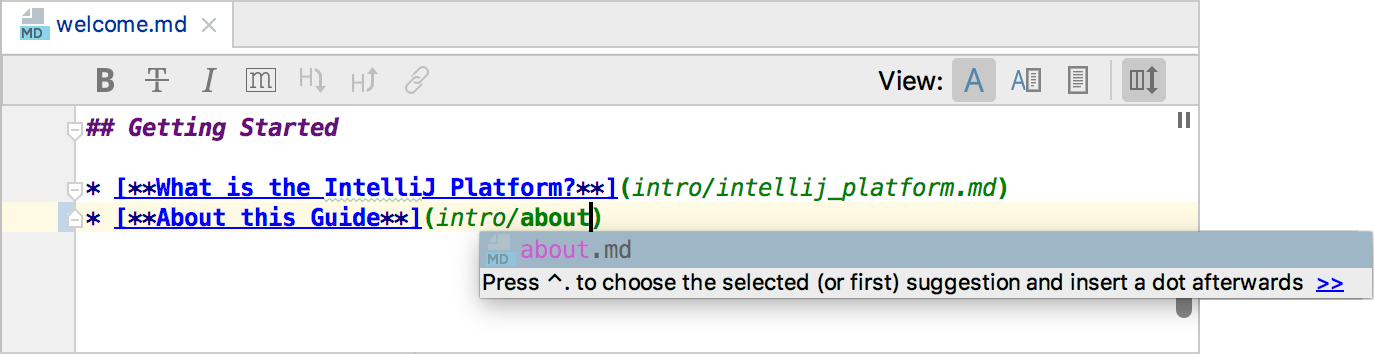 MD welcome.md
B T I m H H View: A A
## Getting Started
* [**What is the IntelliJ Platform?**](intro/intellij_platform.md)
* [**About this Guide**](intro/about)
MD about.md
Press ^. to choose the selected (or first) suggestion and insert a dot afterwards >>